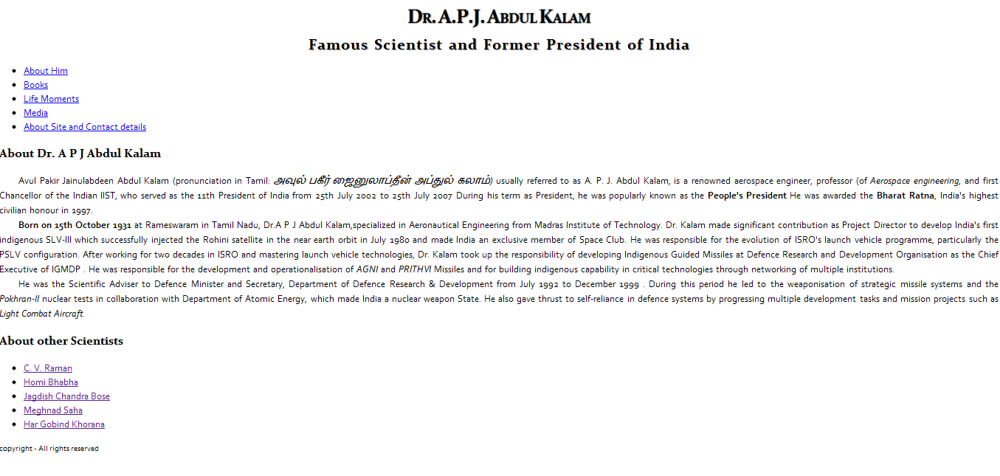 Dr. A.P.J. Abdul Kalam
Famous Scientist and Former President of India
About Him
Books
Life Moments
Media
About Site and Contact details
About Dr. A P J Abdul Kalam
Avul Pakir Jainulabdeen Abdul Kalam (pronunciation in Tamil: அவுல் பகீர் ஜைனுலாப்தீன் அப்துல் கலாம்) usually referred to as A. P. J. Abdul Kalam, is a renowned aerospace engineer, professor (of Aerospace engineering, and first
Chancellor of the Indian IIST, who served as the 11th President of India from 25th July 2002 to 25th July 2007 During his term as President, he was popularly known as the People's President He was awarded the Bharat Ratna, India's highest
civilian honour in 1997.
Born on 15th October 1931 at Rameswaram in Tamil Nadu, Dr.A P J Abdul Kalam,specialized in Aeronautical Engineering from Madras Institute of Technology. Dr. Kalam made significant contribution as Project Director to develop India's first
indigenous SLV-III which successfully injected the Rohini satellite in the near earth orbit in July 1980 and made India an exclusive member of Space Club. He was responsible for the evolution of ISRO's launch vehicle programme, particularly the
PSLV configuration. After working for two decades in ISRO and mastering launch vehicle technologies, Dr. Kalam took up the responsibility of developing Indigenous Guided Missiles at Defence Research and Development Organisation as the Chief
Executive of IGMDP . He was responsible for the development and operationalisation of AGNI and PRITHVI Missiles and for building indigenous capability in critical technologies through networking of multiple institutions.
He was the Scientific Adviser to Defence Minister and Secretary, Department of Defence Research & Development from July 1992 to December 1999 . During this period he led to the weaponisation of strategic missile systems and the
Pokhran-II nuclear tests in collaboration with Department of Atomic Energy, which made India a nuclear weapon State. He also gave thrust to self-reliance in defence systems by progressing multiple development tasks and mission projects such as
Light Combat Aircraft.
About other Scientists
C. V. Raman
Homi Bhabha
Jagdish Chandra Bose
Meghnad Saha
Har Gobind Khorana
copyright - All rights reserved